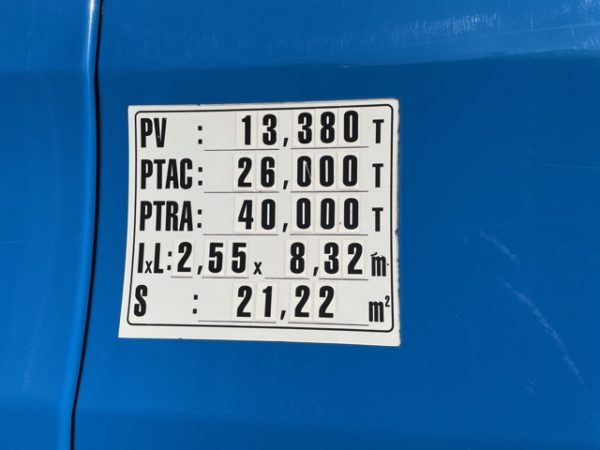 PV : 13,380 T
PTAC: 26,000 T
PTRA: 40,000 T
lxL: 2,55 x 8,32 m
S : 21,22 m²